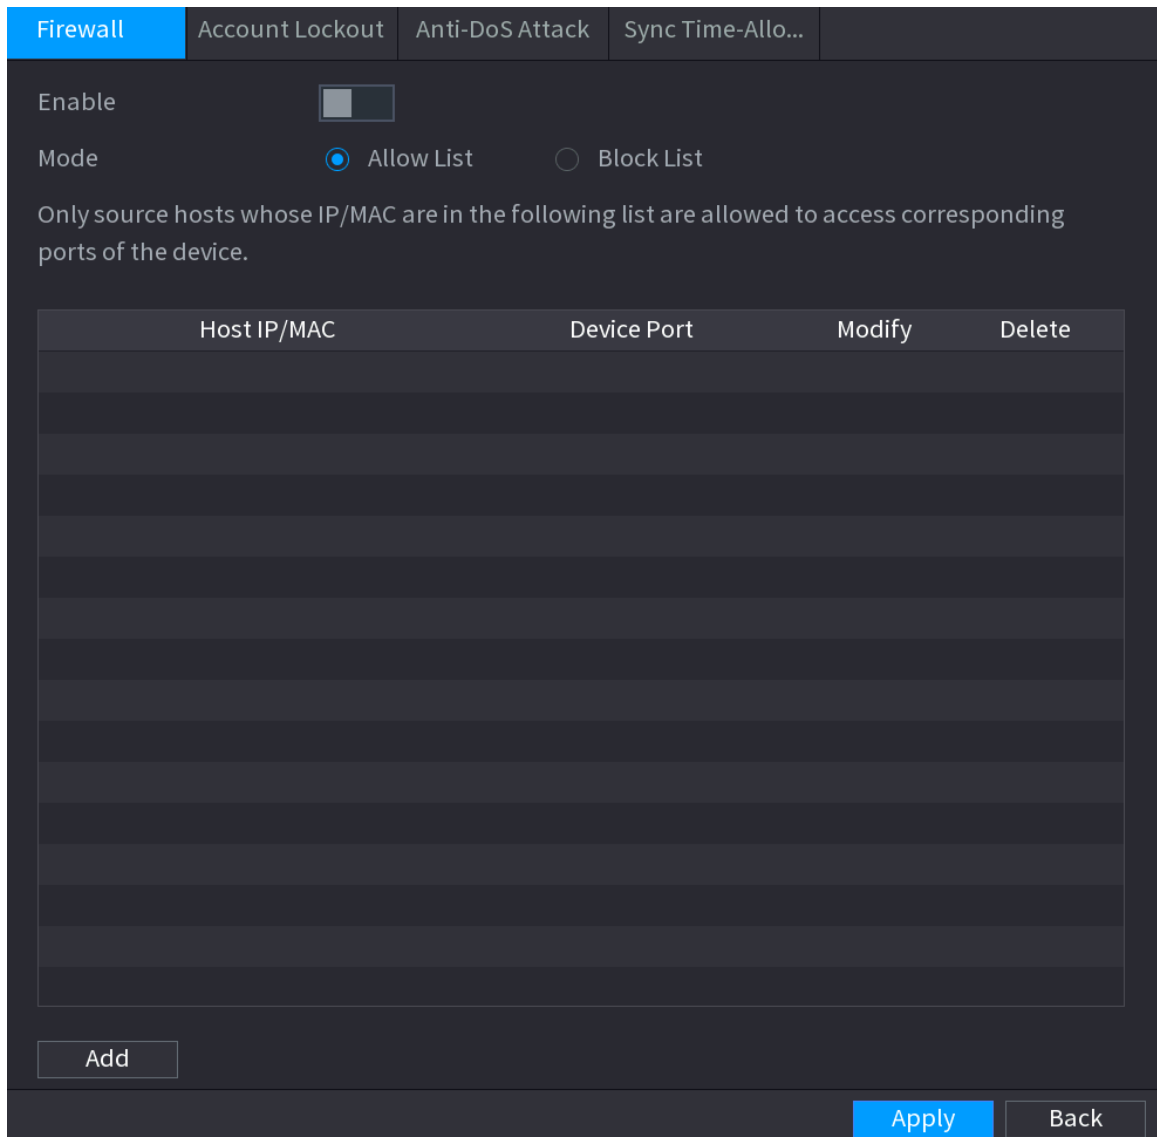 Firewall Account Lockout Anti-DoS Attack Sync Time-Allo...
Enable
Mode Allow List Block List
Only source hosts whose IP/MAC are in the following list are allowed to access corresponding
ports of the device.
Host IP/MAC Device Port Modify Delete
Add
Apply Back